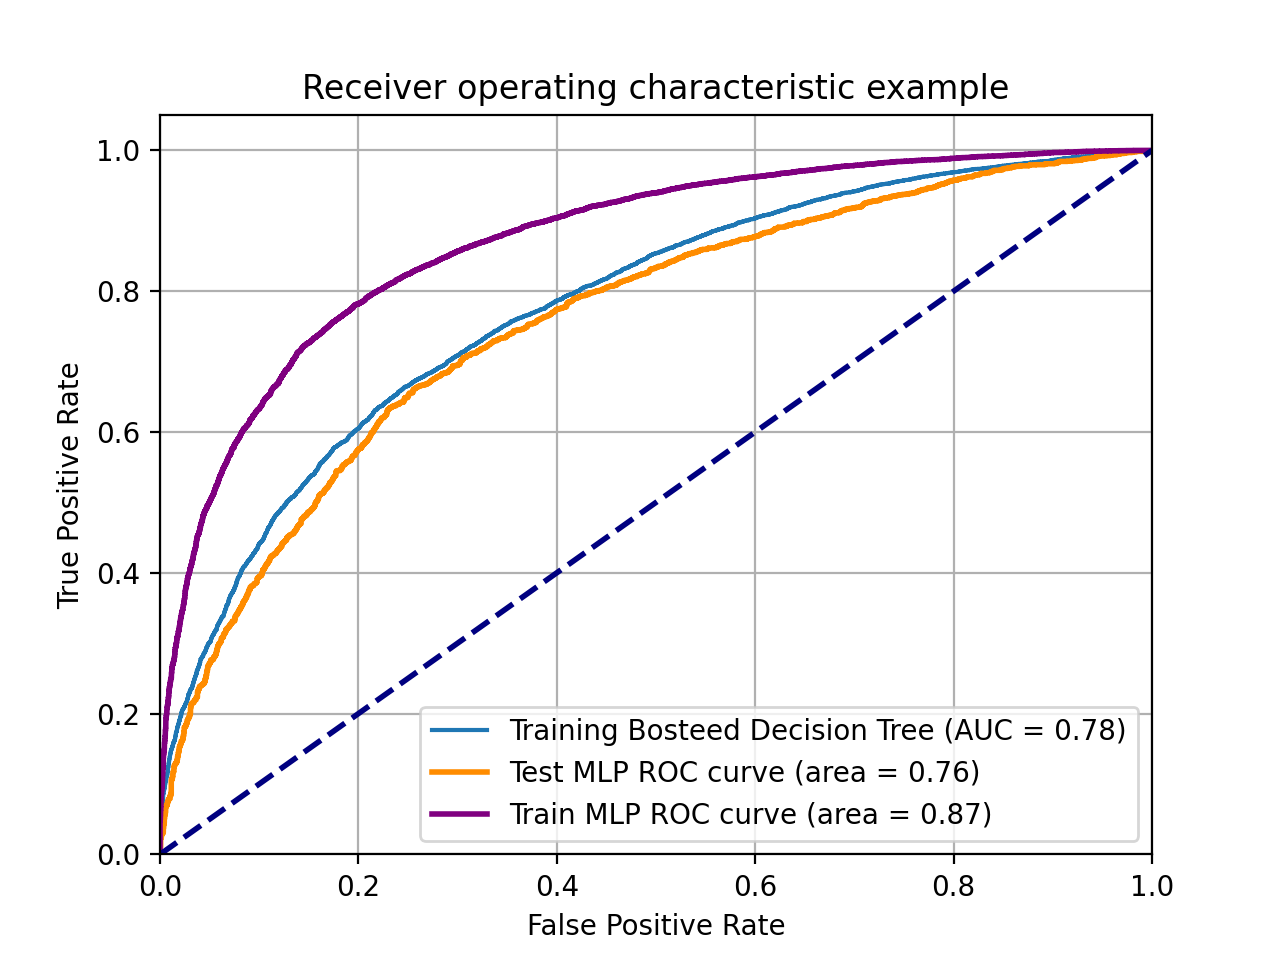 Receiver operating characteristic example
1.0
0.8
0.6
0.4
0.2
0.0
True Positive Rate
Training Bosteed Decision Tree (AUC = 0.78)
Test MLP ROC curve (area = 0.76)
Train MLP ROC curve (area = 0.87)
0.0 0.2 0.4 0.6 0.8 1.0
False Positive Rate